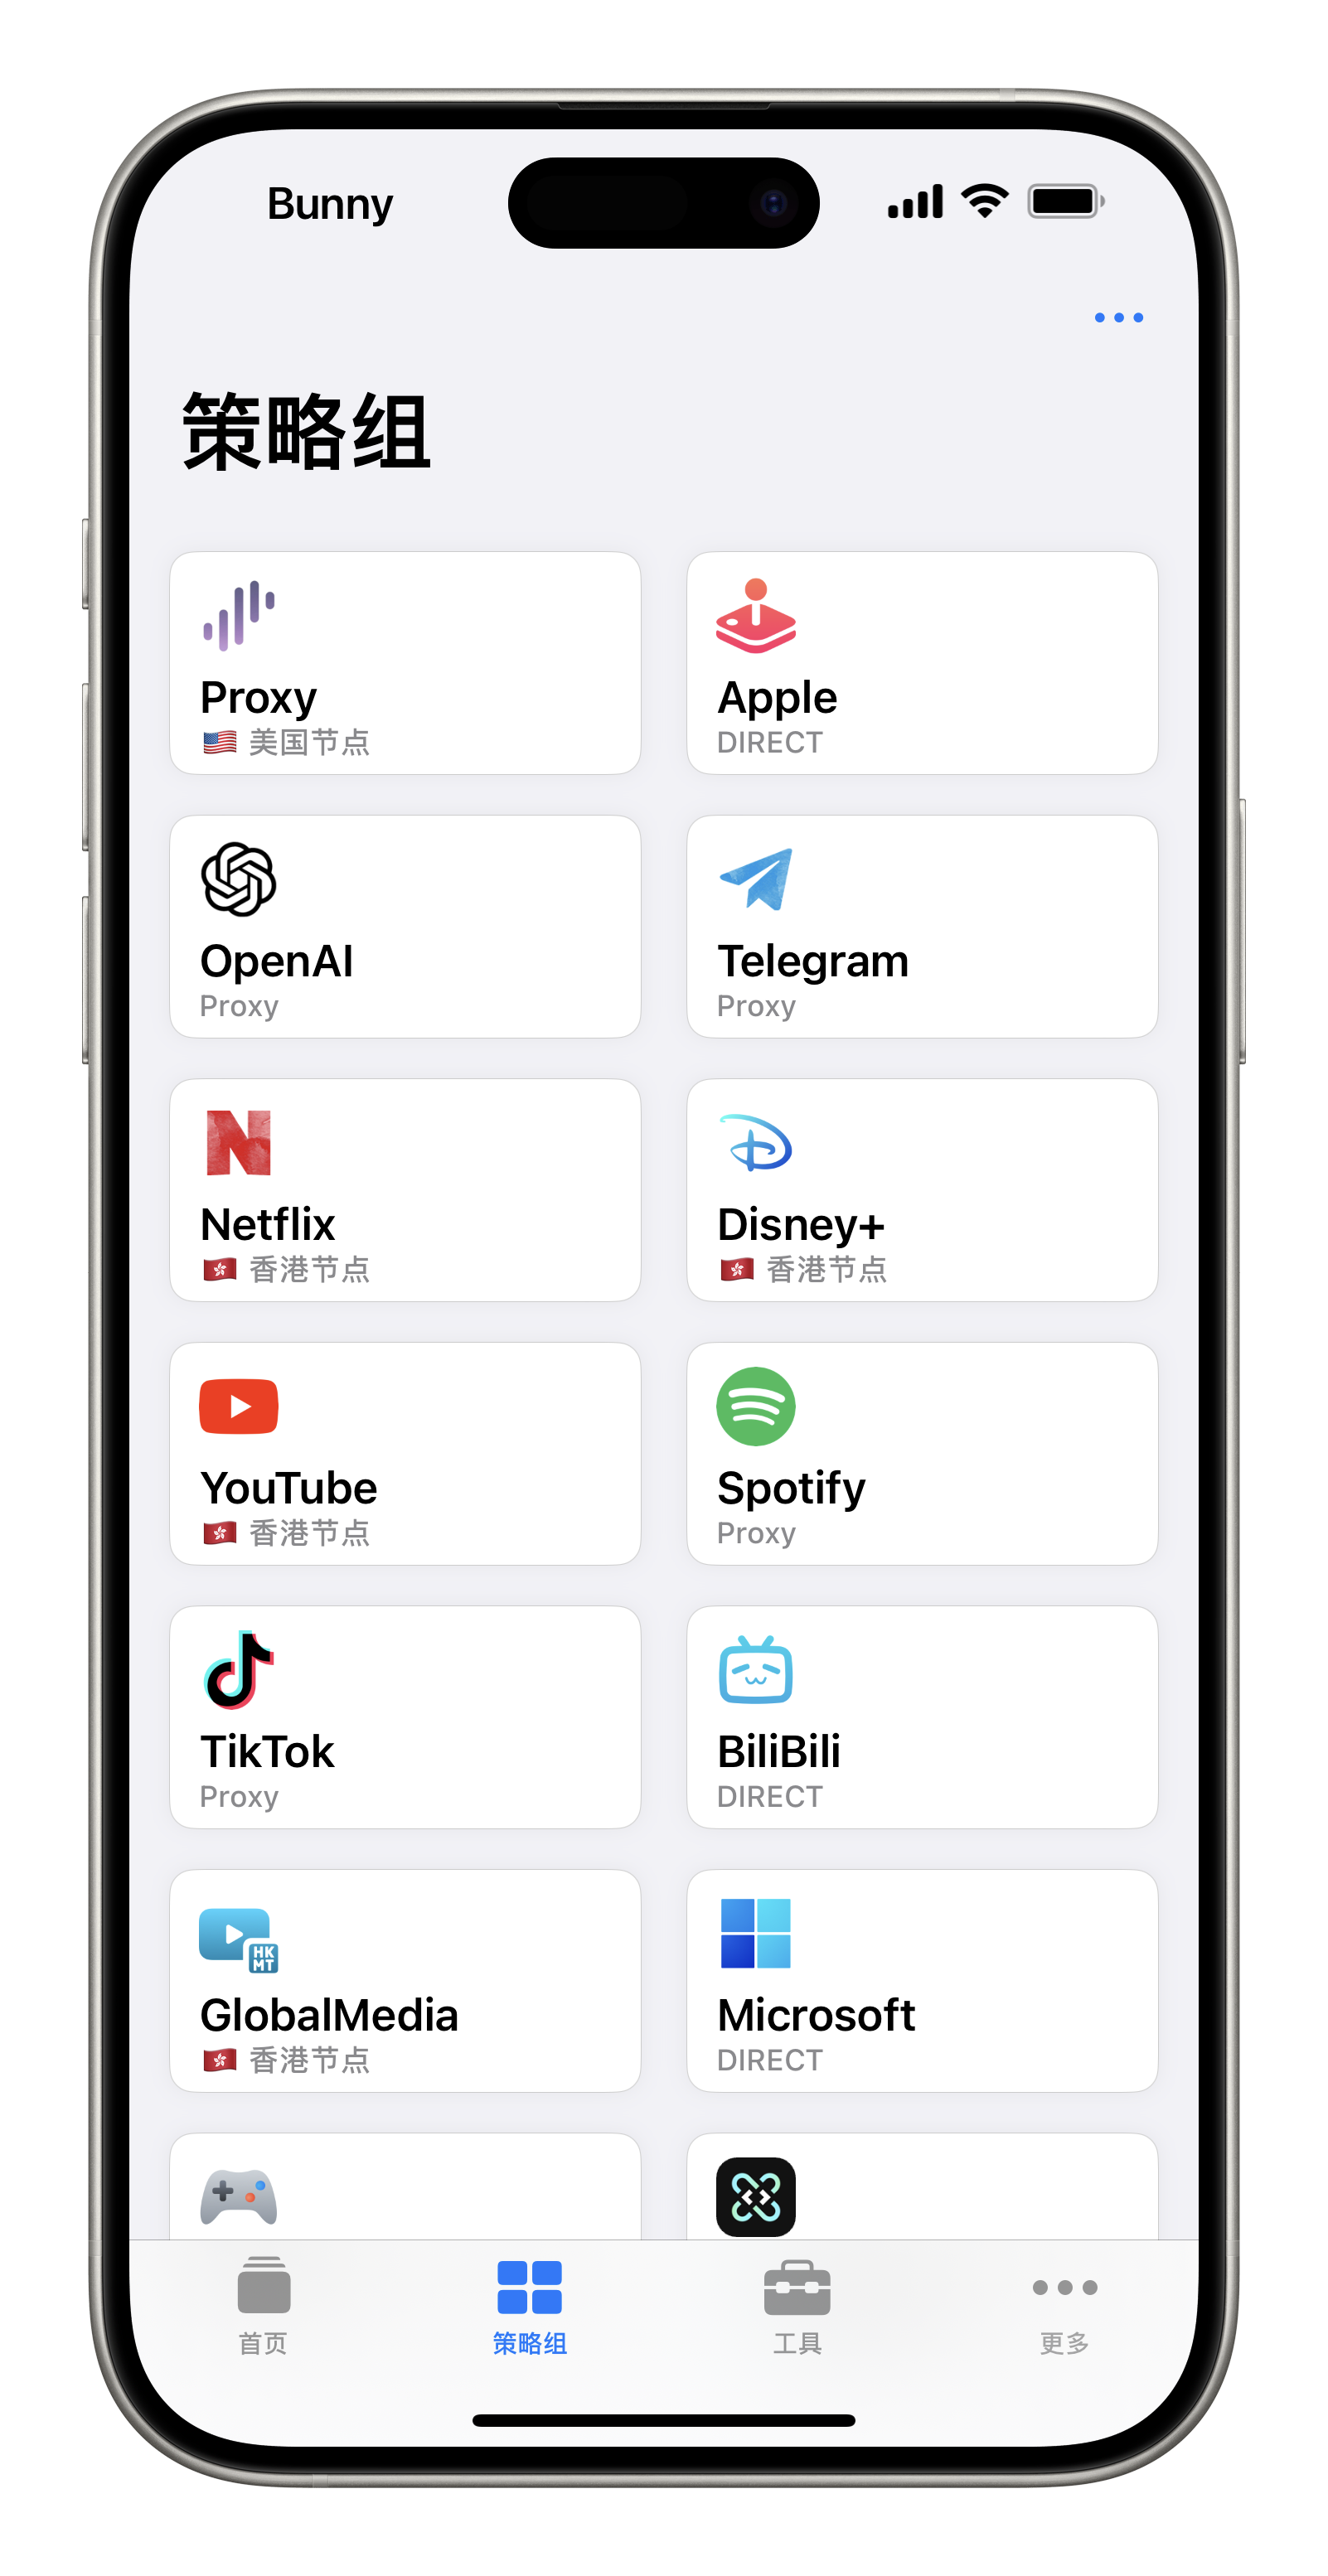 Bunny
策略组
Proxy
🇺🇸 美国节点
Apple
DIRECT
OpenAI
Proxy
Telegram
Proxy
Netflix
🇭🇰 香港节点
Disney+
🇭🇰 香港节点
YouTube
🇭🇰 香港节点
Spotify
Proxy
TikTok
Proxy
BiliBili
DIRECT
HK
MT
GlobalMedia
🇭🇰 香港节点
Microsoft
DIRECT
首页
策略组
工具
更多